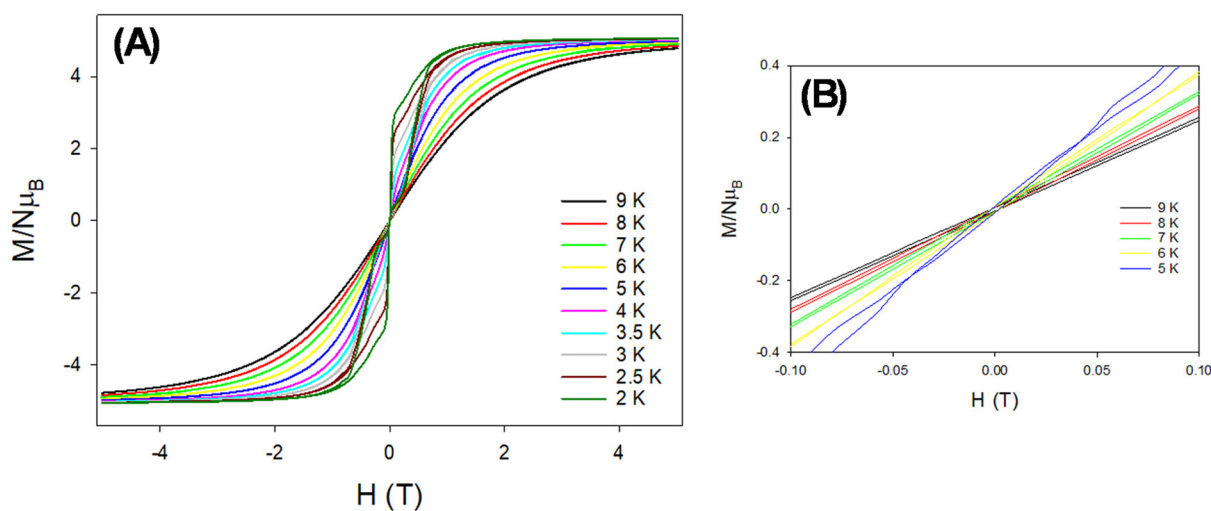 (A)
4
2
0
-2
-4
M/Nμ_B
-4
-2
0
2
4
H (T)
9 K
8 K
7 K
6 K
5 K
4 K
3.5 K
3 K
2.5 K
2 K
(B)
0.4
0.2
0.0
-0.2
-0.4
M/Nμ_B
-0.10
-0.05
0.00
0.05
0.10
H (T)
9 K
8 K
7 K
6 K
5 K